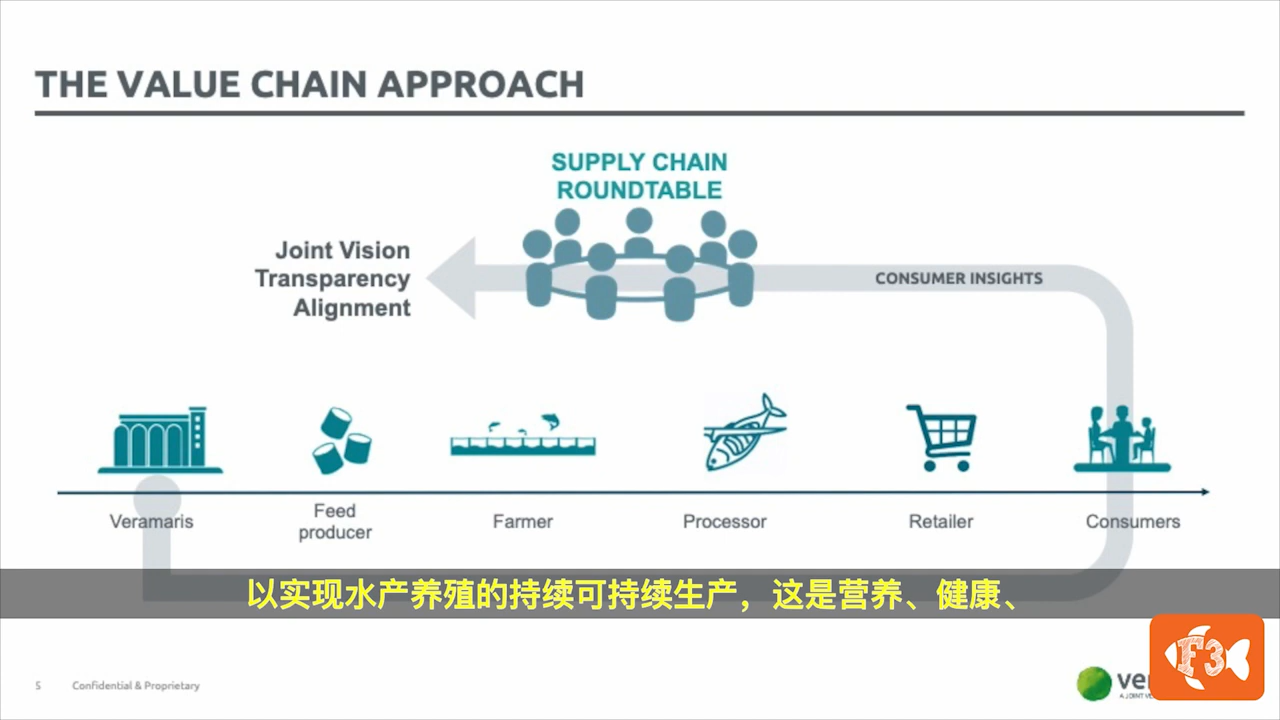 THE VALUE CHAIN APPROACH
SUPPLY CHAIN
ROUNDTABLE
Joint Vision
Transparency
Alignment
CONSUMER INSIGHTS
Veramaris
Feed
producer
Farmer
Processor
Retailer
Consumers
以实现水产养殖的持续可持续生产，这是营养、健康、
F3
5
Confidential & Proprietary